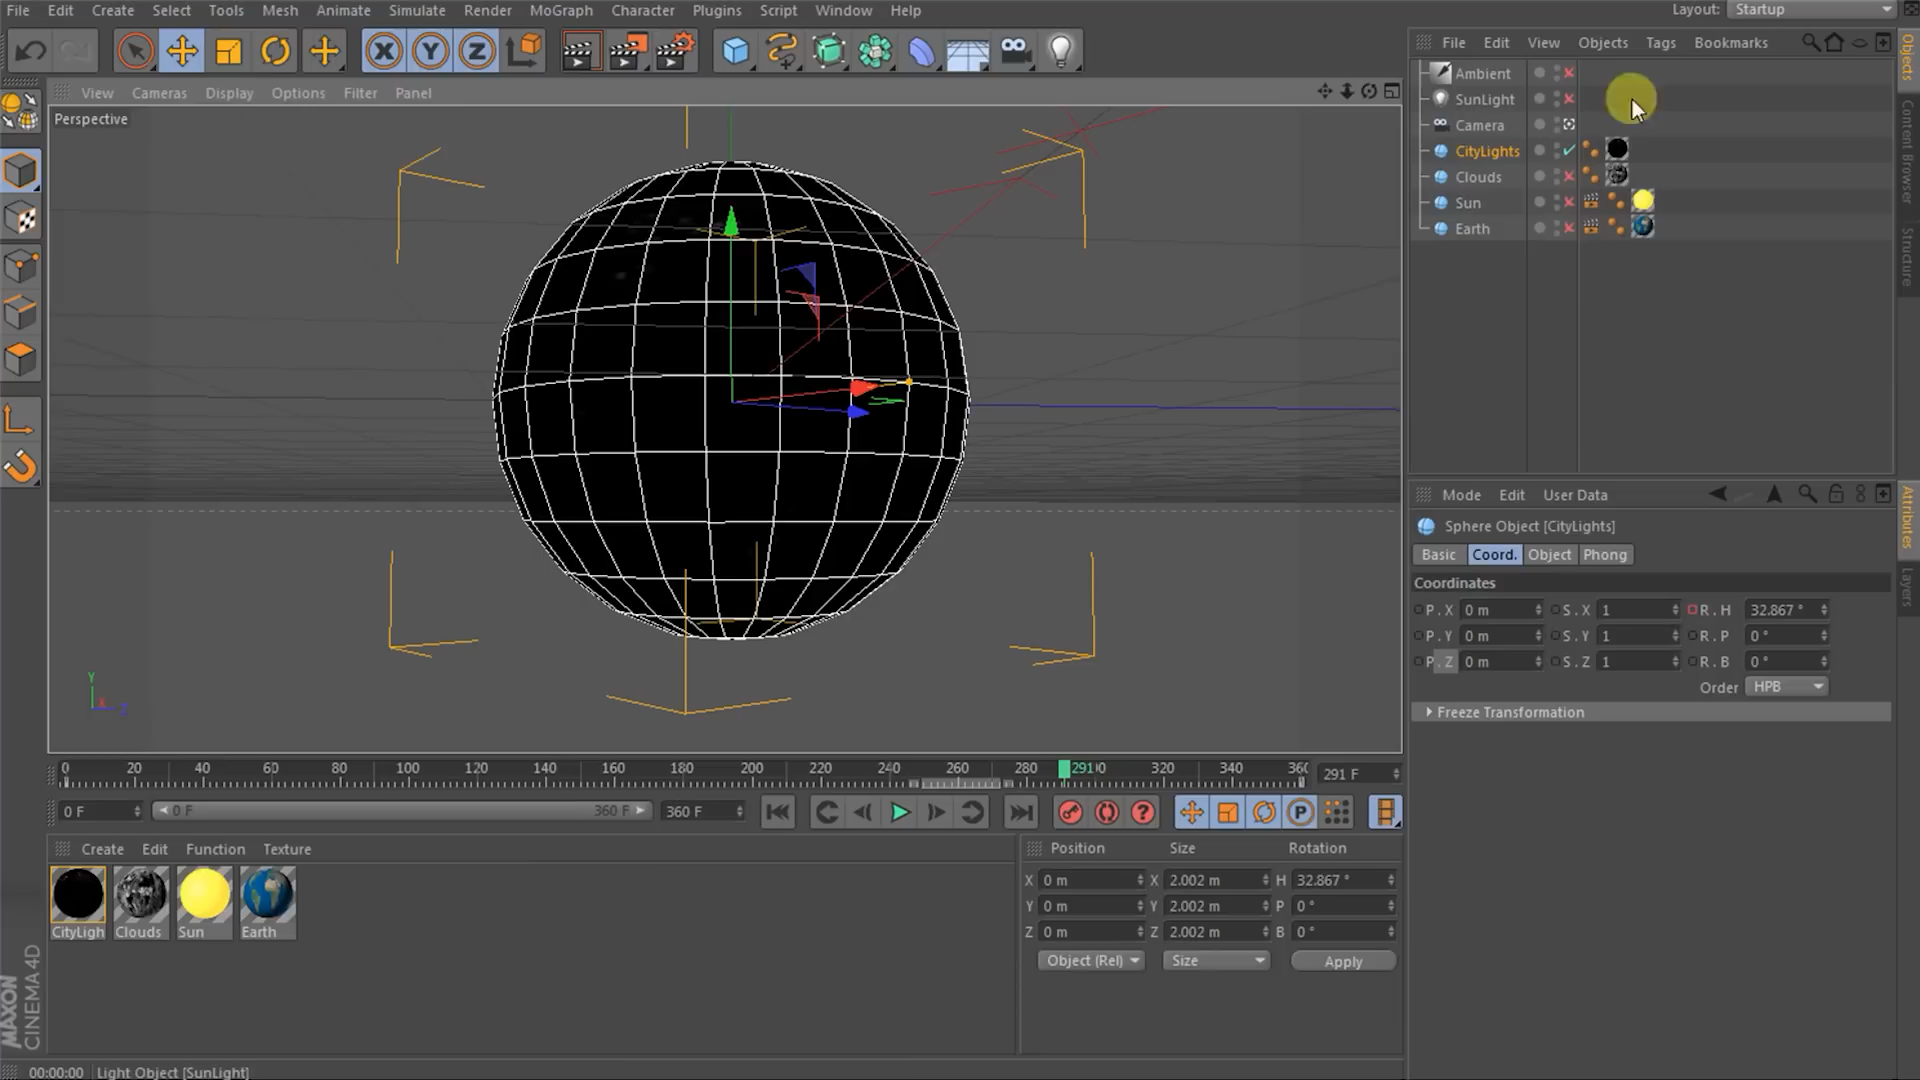 File Edit Create Select Tools Mesh Animate Simulate Render MoGraph Character Plugins Script Window Help
Layout: Startup
File Edit View Objects Tags Bookmarks
View Cameras Display Options Filter Panel
Perspective
Ambient
SunLight
Camera
CityLights
Clouds
Sun
Earth
Objects
Content Browser
Structure
Mode Edit User Data
Sphere Object [CityLights]
Basic Coord. Object Phong
Coordinates
P . X 0 m S . X 1 R . H 32.867 °
P . Y 0 m S . Y 1 R . P 0 °
P . Z 0 m S . Z 1 R . B 0 °
Order HPB
Freeze Transformation
Attributes
Layers
Y
X
Z
0 20 40 60 80 100 120 140 160 180 200 220 240 260 280 291 320 340 360
291 F
0 F 0 F 360 F 360 F
Create Edit Function Texture
CityLigh Clouds Sun Earth
Position Size Rotation
X 0 m X 2.002 m H 32.867 °
Y 0 m Y 2.002 m P 0 °
Z 0 m Z 2.002 m B 0 °
Object (Rel) Size Apply
MAXON
CINEMA 4D
00:00:00 Light Object [SunLight]